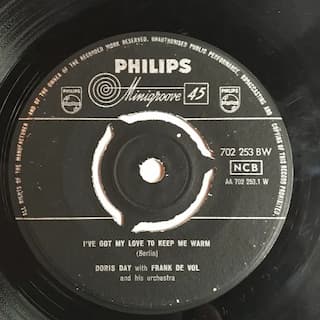 ALL RIGHTS OF THE MANUFACTURER AND OF THE OWNER OF THE RECORDED WORK RESERVED. UNAUTHORISED PUBLIC PERFORMANCE, BROADCASTING AND COPYING OF THIS RECORD PROHIBITED
PHILIPS
Minigroove 45
PHILIPS
PHILIPS
702 253 BW
NCB
AA 702 253.1 W
I'VE GOT MY LOVE TO KEEP ME WARM
(Berlin)
DORIS DAY with FRANK DE VOL
and his orchestra